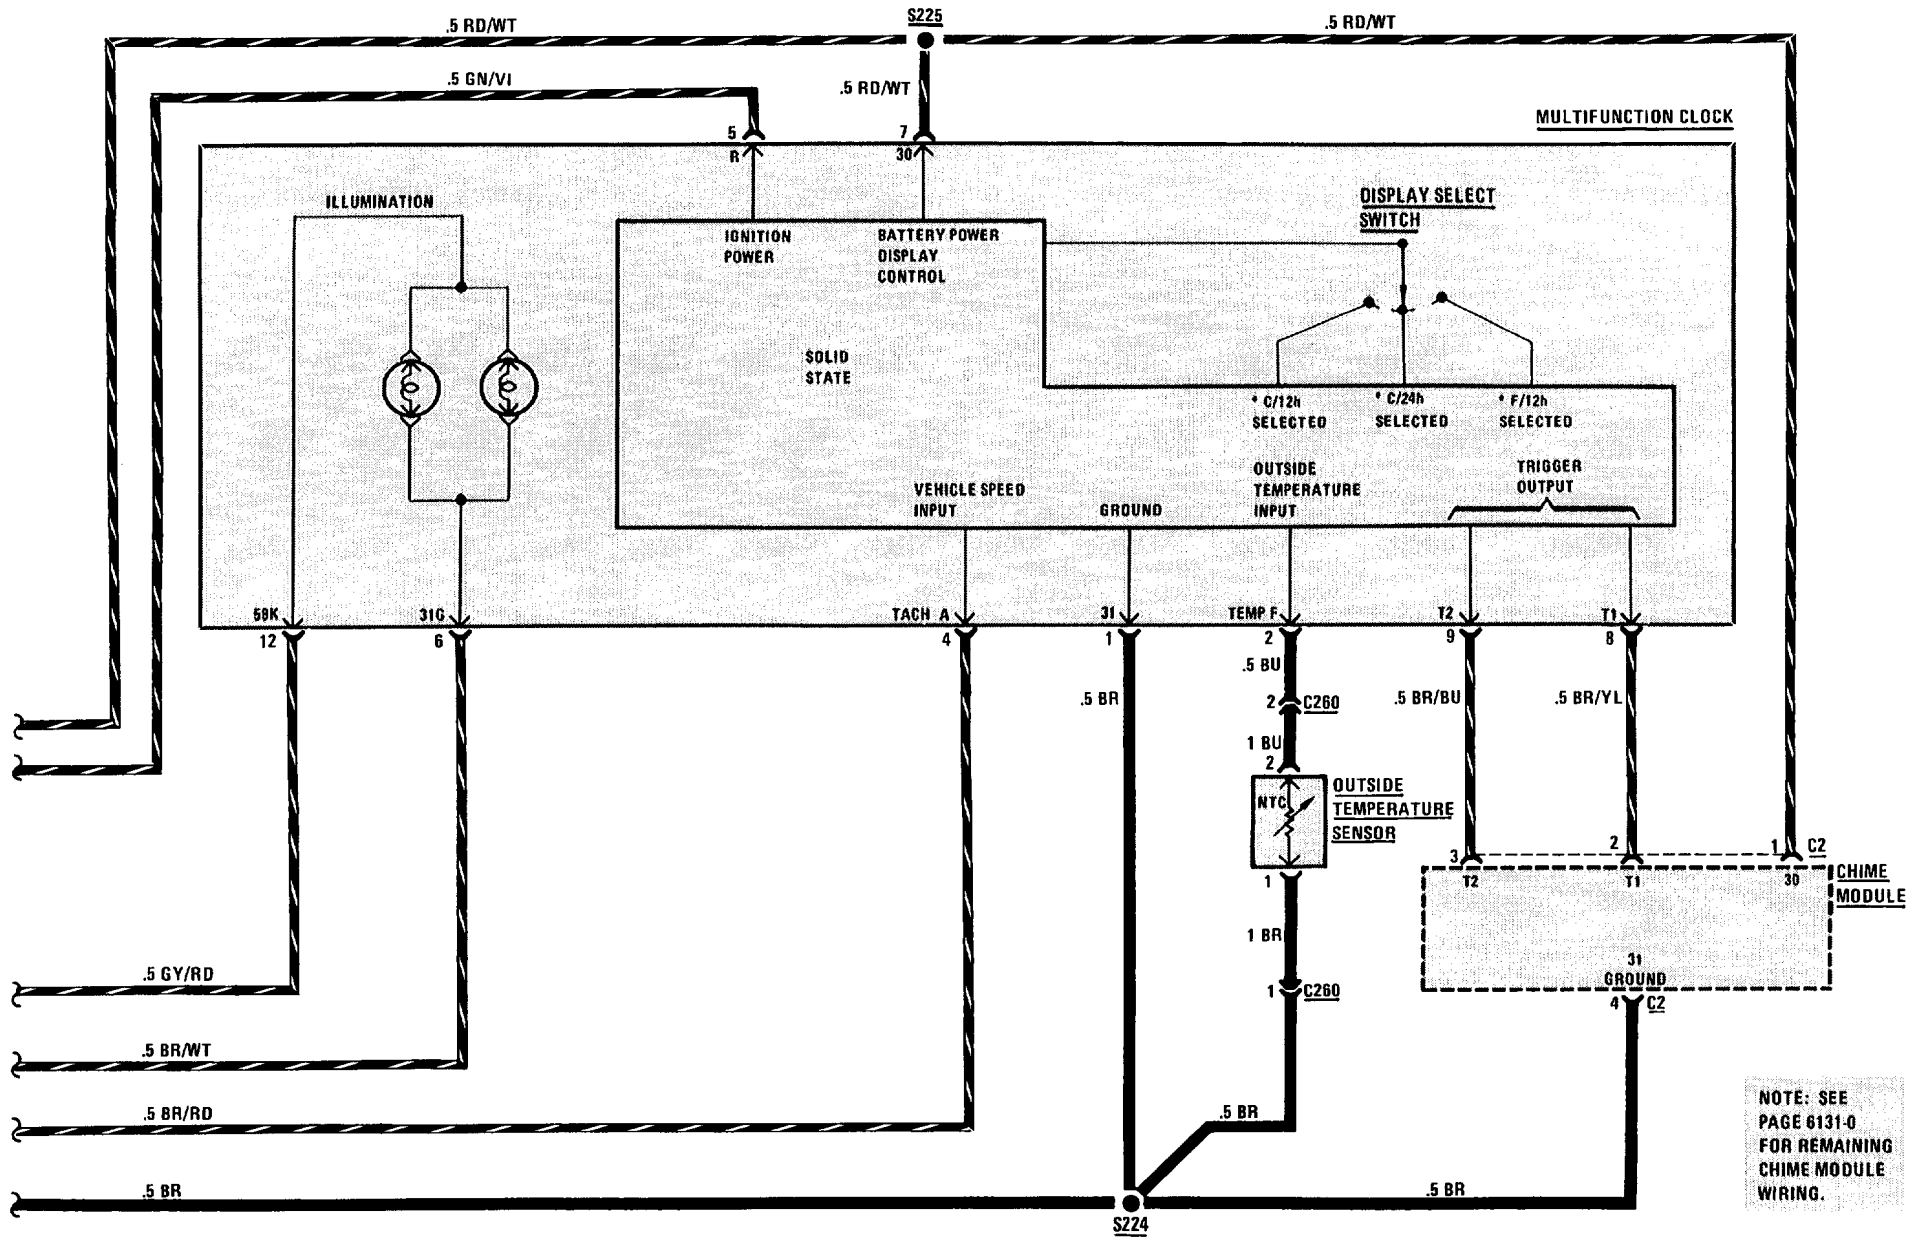 S225
.5 RD/WT
.5 RD/WT
.5 GN/VI
.5 RD/WT
MULTIFUNCTION CLOCK
5
7
R
30
ILLUMINATION
DISPLAY SELECT
SWITCH
IGNITION
POWER
BATTERY POWER
DISPLAY
CONTROL
SOLID
STATE
* C/12h
SELECTED
* C/24h
SELECTED
* F/12h
SELECTED
VEHICLE SPEED
INPUT
GROUND
OUTSIDE
TEMPERATURE
INPUT
TRIGGER
OUTPUT
58K
31G
TACH A
31
TEMP F
T2
T1
12
6
4
1
2
9
8
.5 BU
.5 BR
2
C260
.5 BR/BU
.5 BR/YL
1 BU
2
NTC
OUTSIDE
TEMPERATURE
SENSOR
3
2
1
C2
T2
T1
30
CHIME
MODULE
1
1 BR
31
GROUND
.5 GY/RD
1
C260
4
C2
.5 BR/WT
.5 BR/RD
.5 BR
NOTE: SEE
PAGE 6131-0
FOR REMAINING
CHIME MODULE
WIRING.
.5 BR
.5 BR
S224